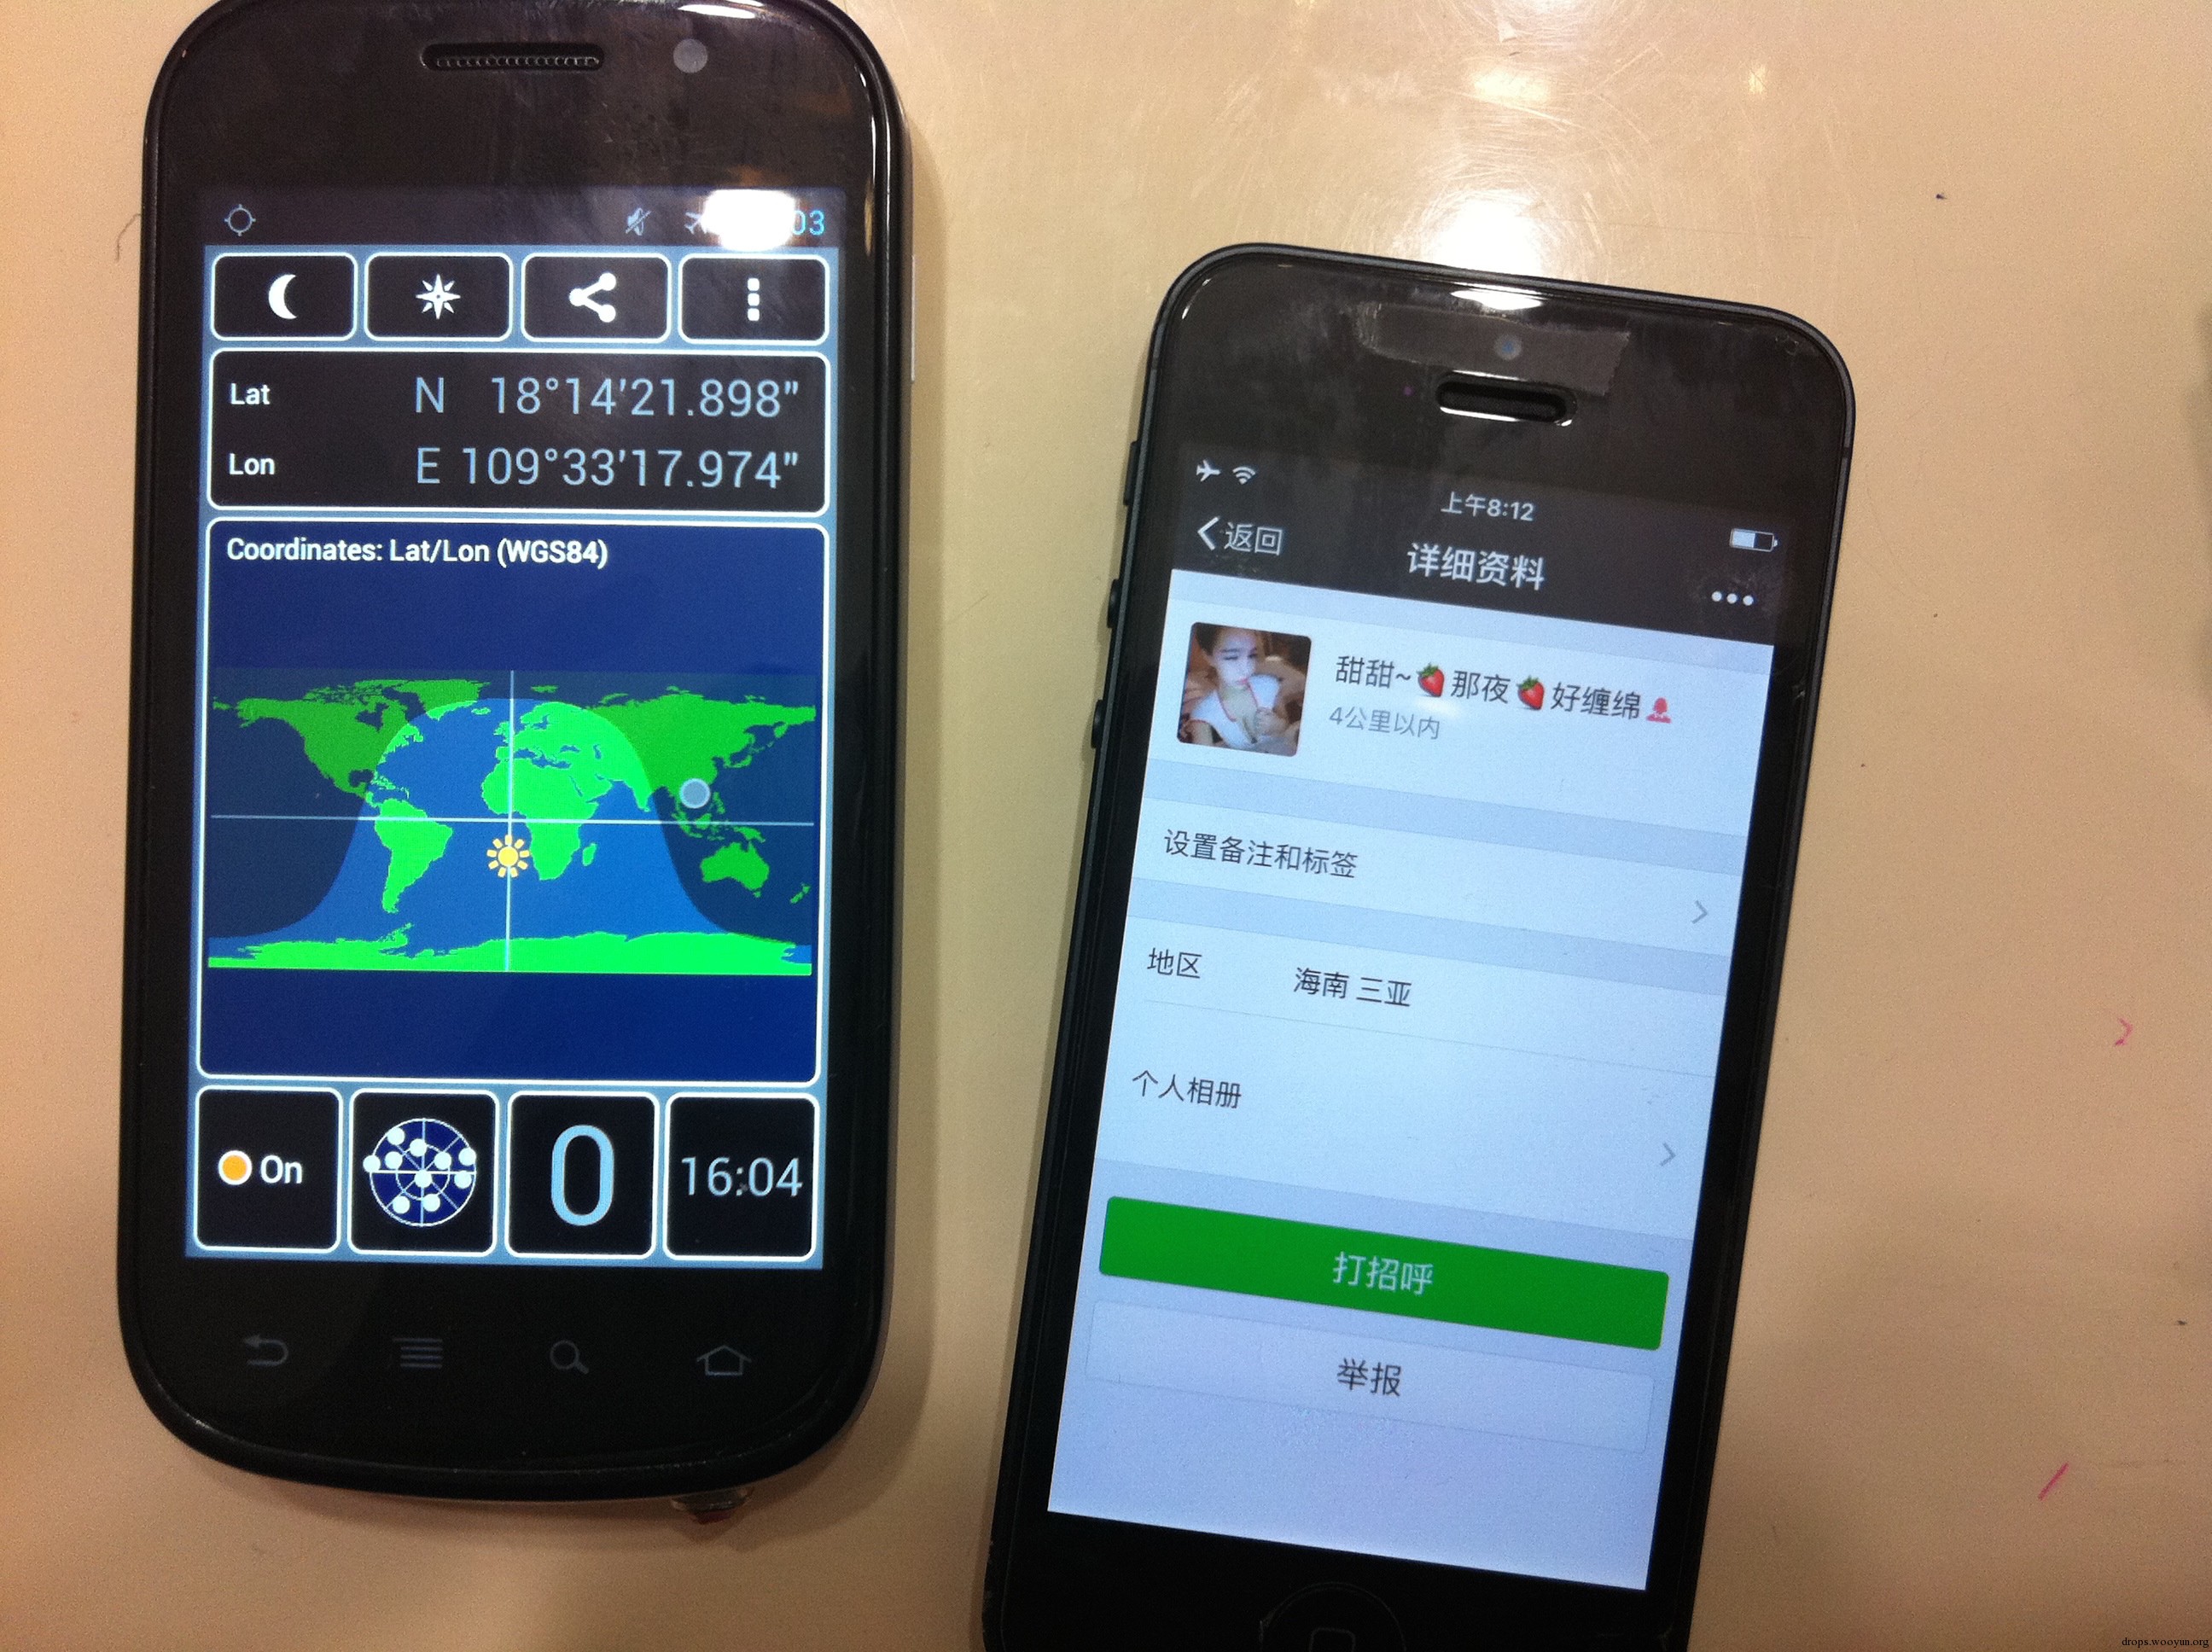 03
Lat N 18°14'21.898"
Lon E 109°33'17.974"
Coordinates: Lat/Lon (WGS84)
On 0 16:04
上午8:12
返回 详细资料
甜甜~🍓那夜🍓好缠绵
4公里以内
设置备注和标签
地区 海南 三亚
个人相册
打招呼
举报
drops.wooyun.org